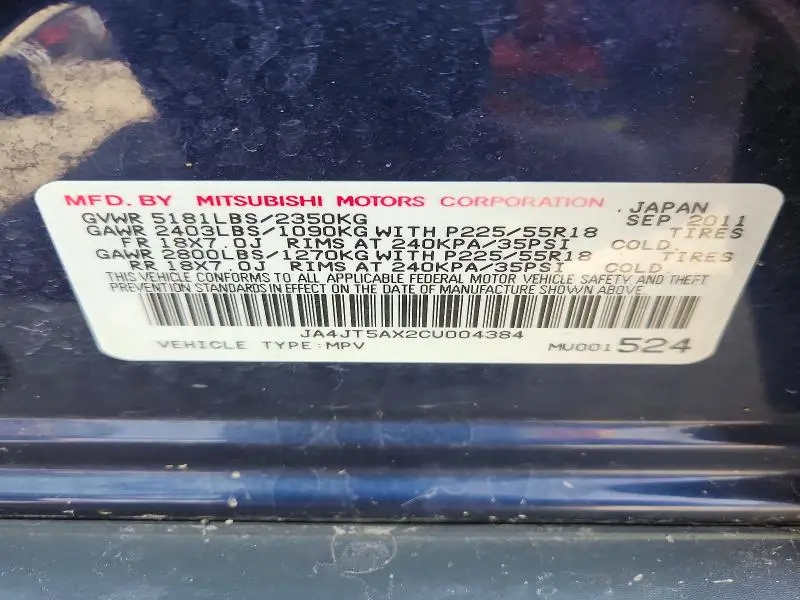 MFD. BY MITSUBISHI MOTORS CORPORATION. JAPAN
GVWR 5181LBS/2350KG SEP 2011
GAWR 2403LBS/1090KG WITH P225/55R18 TIRES
FR 18X7.0J RIMS AT 240KPA/35PSI COLD.
GAWR 2800LBS/1270KG WITH P225/55R18 TIRES
RR 18X7.0J RIMS AT 240KPA/35PSI COLD.
THIS VEHICLE CONFORMS TO ALL APPLICABLE FEDERAL MOTOR VEHICLE SAFETY AND THEFT
PREVENTION STANDARDS IN EFFECT ON THE DATE OF MANUFACTURE SHOWN ABOVE.
JA4JT5AX2CU004384
VEHICLE TYPE:MPV MU001524